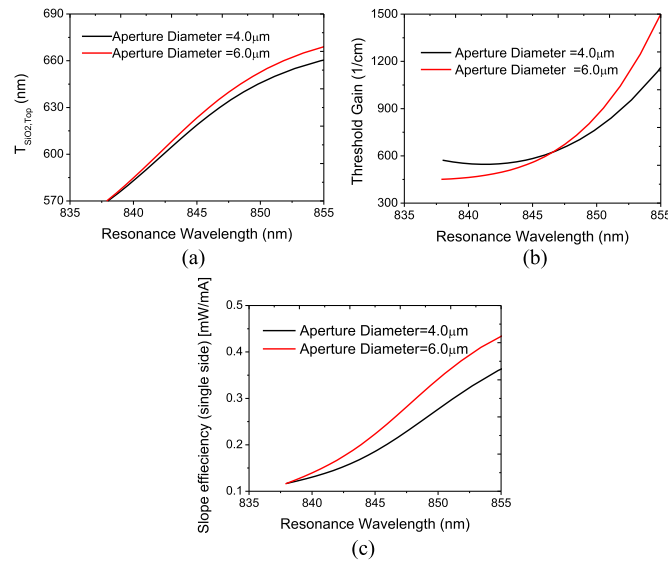 690
660
630
600
570
T_SiO2,Top (nm)
Aperture Diameter =4.0μm
Aperture Diameter =6.0μm
835 840 845 850 855
Resonance Wavelength (nm)
(a)
1500
1200
900
600
300
Threshold Gain (1/cm)
Aperture Diameter =4.0μm
Aperture Diameter =6.0μm
835 840 845 850 855
Resonance Wavelength (nm)
(b)
0.5
0.4
0.3
0.2
0.1
Slope effieciency (single side) [mW/mA]
Aperture Diameter=4.0μm
Aperture Diameter=6.0μm
835 840 845 850 855
Resonance Wavelength (nm)
(c)